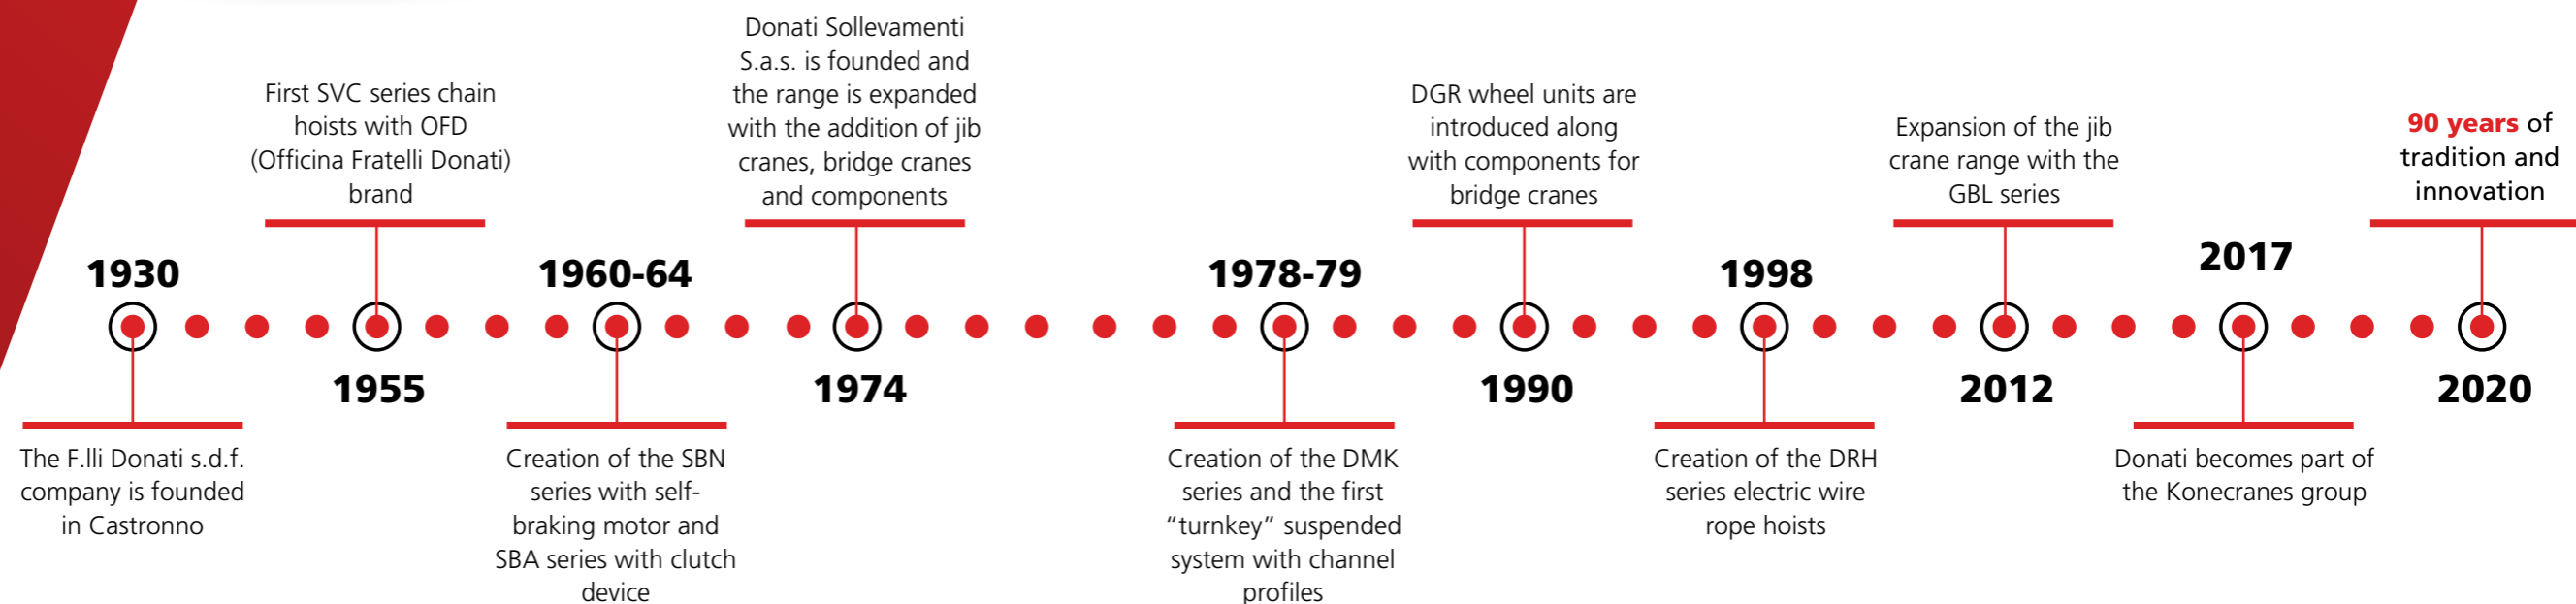 1930
The F.lli Donati s.d.f.
company is founded
in Castronno
First SVC series chain
hoists with OFD
(Officina Fratelli Donati)
brand
1955
1960-64
Creation of the SBN
series with self-
braking motor and
SBA series with clutch
device
Donati Sollevamenti
S.a.s. is founded and
the range is expanded
with the addition of jib
cranes, bridge cranes
and components
1974
1978-79
Creation of the DMK
series and the first
“turnkey” suspended
system with channel
profiles
DGR wheel units are
introduced along
with components for
bridge cranes
1990
1998
Creation of the DRH
series electric wire
rope hoists
Expansion of the jib
crane range with the
GBL series
2012
2017
Donati becomes part of
the Konecranes group
90 years of
tradition and
innovation
2020